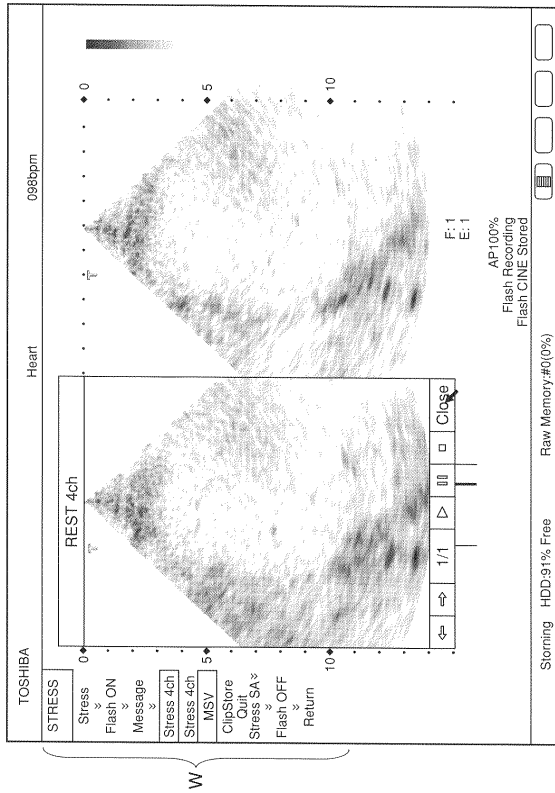 TOSHIBA
Heart
098bpm
STRESS
Stress
Flash ON
Message
Stress 4ch
Stress 4ch
MSV
ClipStore
Quit
Stress SA
Flash OFF
Return
W
REST 4ch
0
5
10
1/1
Close
0
5
10
F: 1
E: 1
AP100%
Flash Recording
Flash CINE Stored
Storning
HDD:91% Free
Raw Memory:#0(0%)